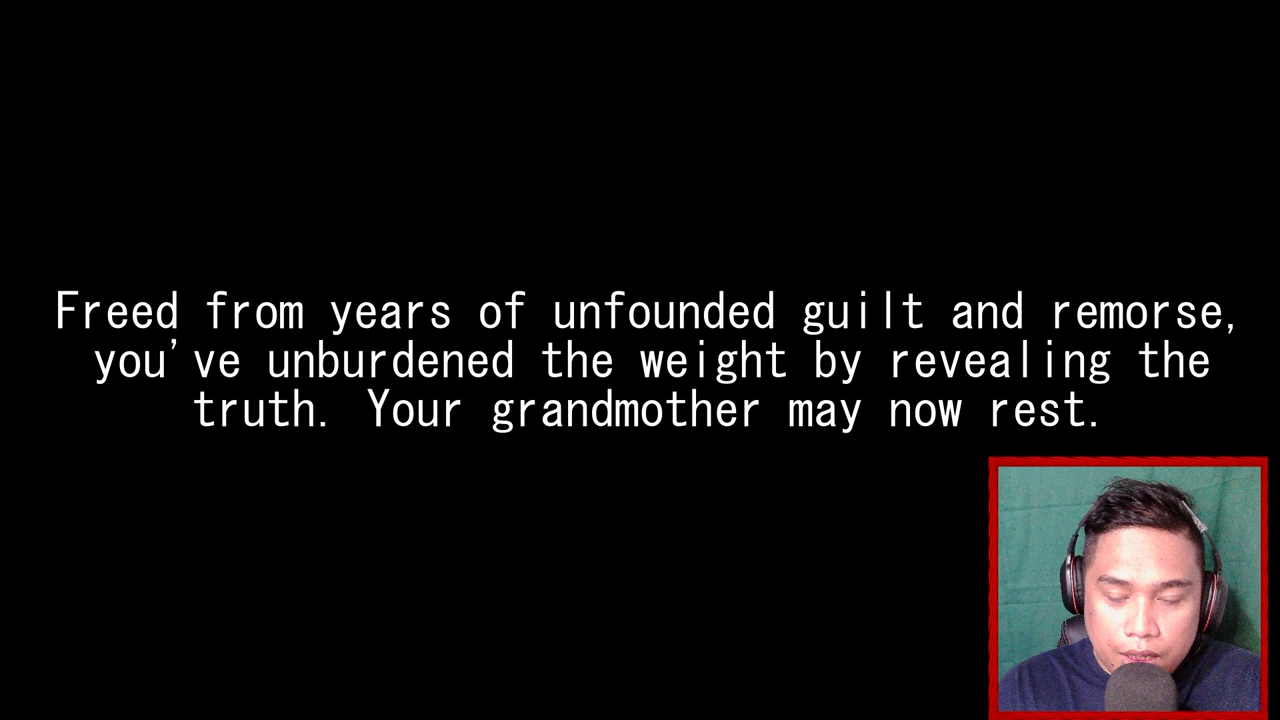 Freed from years of unfounded guilt and remorse,
you've unburdened the weight by revealing the
truth. Your grandmother may now rest.